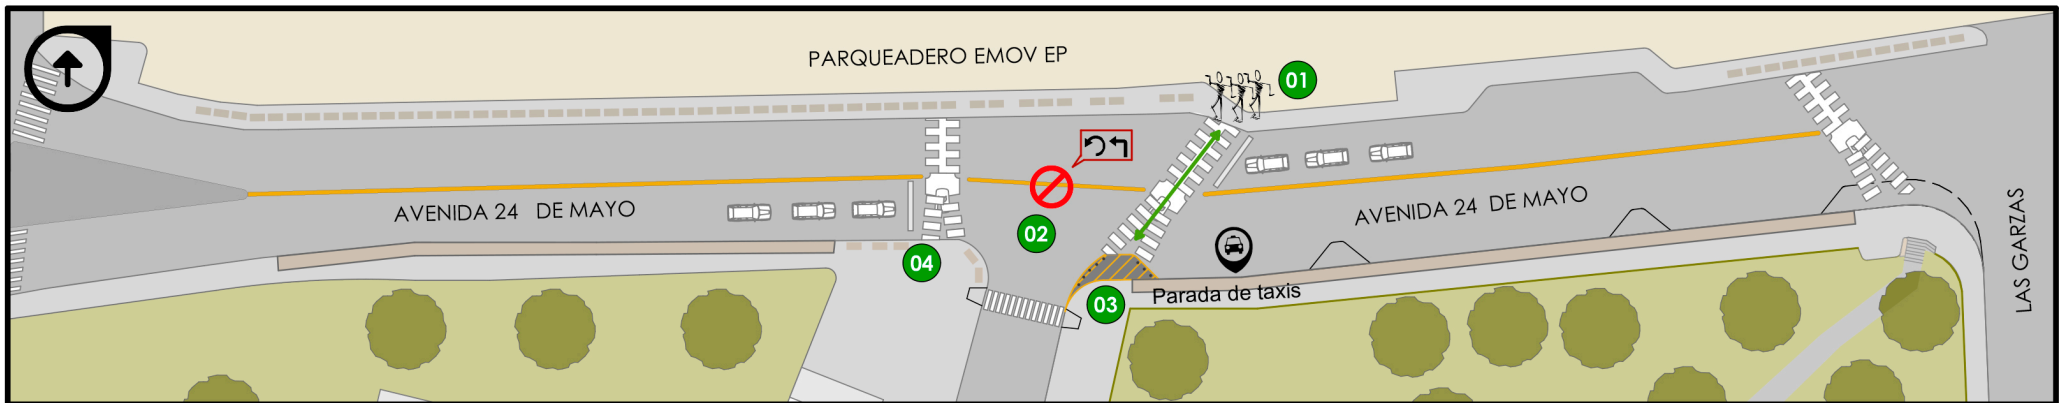 PARQUEADERO EMOV EP
01
02
AVENIDA 24 DE MAYO
AVENIDA 24 DE MAYO
LAS GARZAS
04
03
Parada de taxis